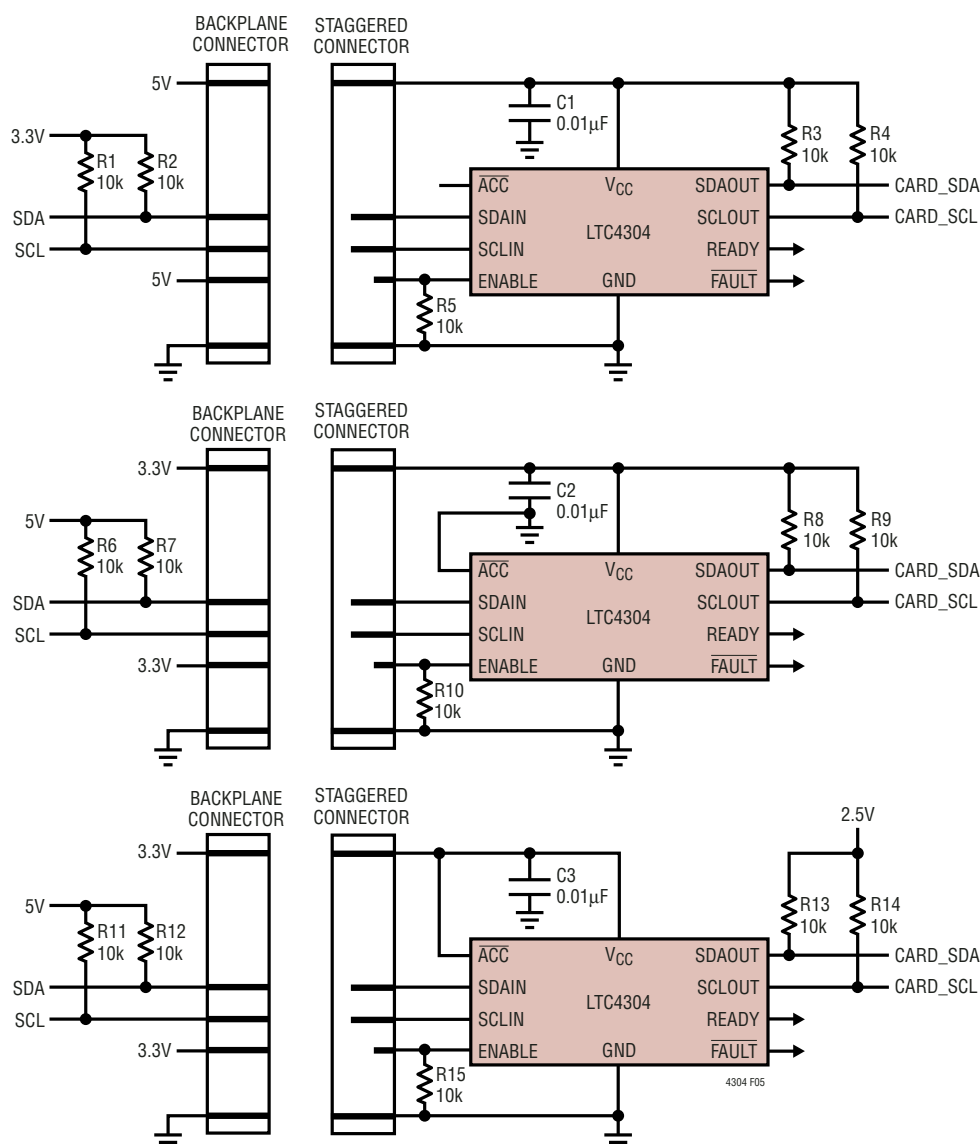 BACKPLANE
CONNECTOR
STAGGERED
CONNECTOR
5V
C1
0.01µF
3.3V
R1
10k
R2
10k
R3
10k
R4
10k
ACC
VCC
SDAOUT
CARD_SDA
SDA
SDAIN
LTC4304
SCLOUT
CARD_SCL
SCL
SCLIN
READY
5V
ENABLE
GND
FAULT
R5
10k
BACKPLANE
CONNECTOR
STAGGERED
CONNECTOR
3.3V
C2
0.01µF
5V
R6
10k
R7
10k
R8
10k
R9
10k
ACC
VCC
SDAOUT
CARD_SDA
SDA
SDAIN
LTC4304
SCLOUT
CARD_SCL
SCL
SCLIN
READY
3.3V
ENABLE
GND
FAULT
R10
10k
BACKPLANE
CONNECTOR
STAGGERED
CONNECTOR
2.5V
3.3V
C3
0.01µF
5V
R11
10k
R12
10k
R13
10k
R14
10k
ACC
VCC
SDAOUT
CARD_SDA
SDA
SDAIN
LTC4304
SCLOUT
CARD_SCL
SCL
SCLIN
READY
3.3V
ENABLE
GND
FAULT
R15
10k
4304 F05